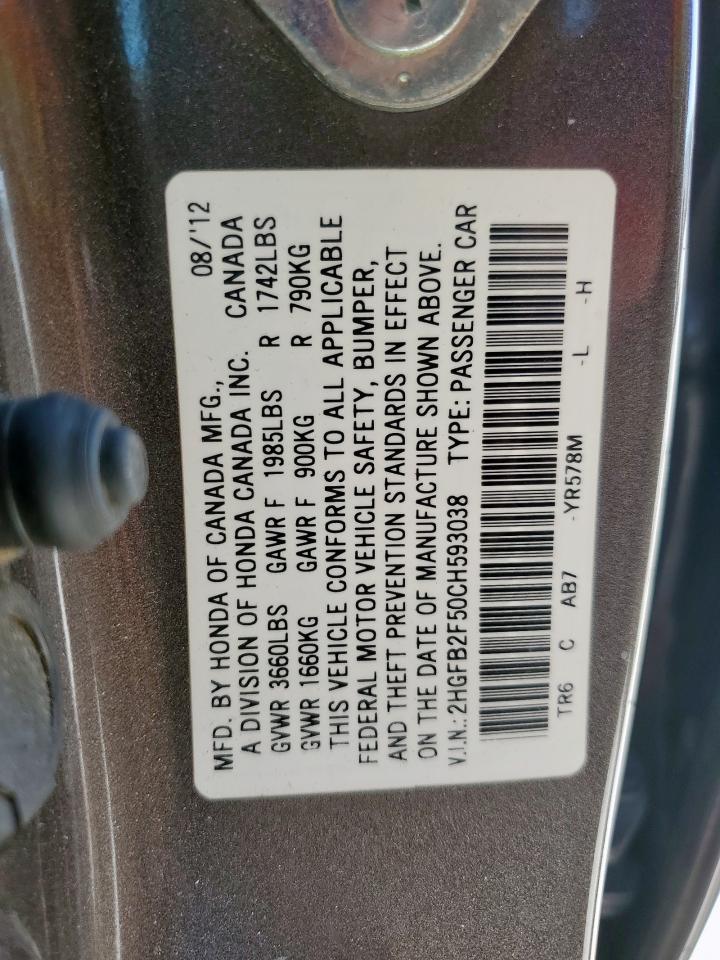 MFD. BY HONDA OF CANADA MFG., 08/'12
A DIVISION OF HONDA CANADA INC. CANADA
GVWR 3660LBS GAWR F 1985LBS R 1742LBS
GVWR 1660KG GAWR F 900KG R 790KG
THIS VEHICLE CONFORMS TO ALL APPLICABLE
FEDERAL MOTOR VEHICLE SAFETY, BUMPER,
AND THEFT PREVENTION STANDARDS IN EFFECT
ON THE DATE OF MANUFACTURE SHOWN ABOVE.
V.I.N.: 2HGFB2F50CH593038 TYPE: PASSENGER CAR
TR6 C AB7 -YR578M -L -H